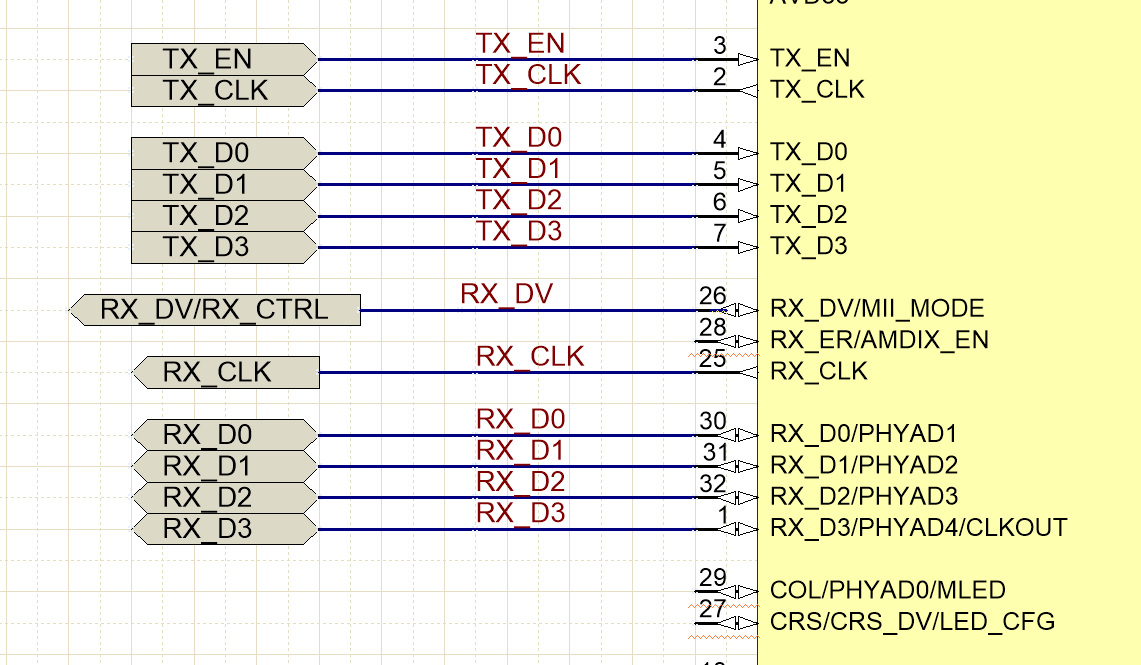 TX_EN TX_EN 3 TX_EN
TX_CLK TX_CLK 2 TX_CLK
TX_D0 TX_D0 4 TX_D0
TX_D1 TX_D1 5 TX_D1
TX_D2 TX_D2 6 TX_D2
TX_D3 TX_D3 7 TX_D3
RX_DV/RX_CTRL RX_DV 26 RX_DV/MII_MODE
28 RX_ER/AMDIX_EN
RX_CLK RX_CLK 25 RX_CLK
RX_D0 RX_D0 30 RX_D0/PHYAD1
RX_D1 RX_D1 31 RX_D1/PHYAD2
RX_D2 RX_D2 32 RX_D2/PHYAD3
RX_D3 RX_D3 1 RX_D3/PHYAD4/CLKOUT
29 COL/PHYAD0/MLED
27 CRS/CRS_DV/LED_CFG